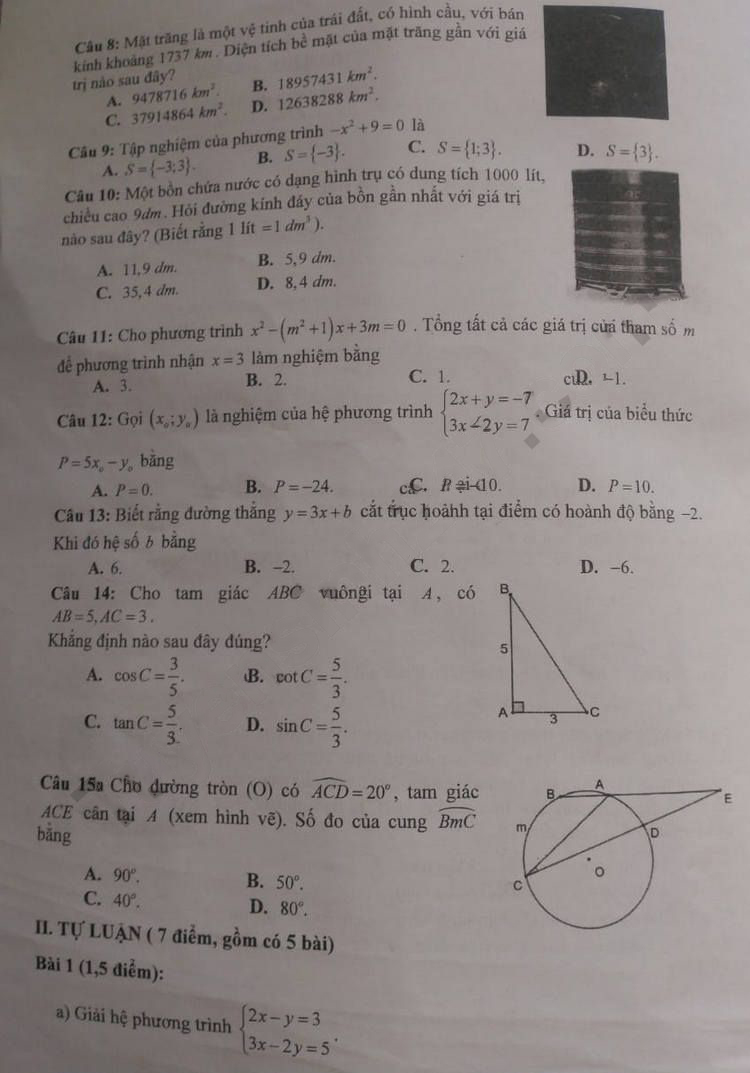 Câu 8: Mặt trăng là một vệ tinh của trái đất, có hình cầu, với bán
kính khoảng 1737 km. Diện tích bề mặt của mặt trăng gần với giá
trị nào sau đây?
A. 9478716 km². B. 18957431 km².
C. 37914864 km². D. 12638288 km².
Câu 9: Tập nghiệm của phương trình -x² + 9 = 0 là
A. S = {-3;3}. B. S = {-3}. C. S = {1;3}. D. S = {3}.
Câu 10: Một bồn chứa nước có dạng hình trụ có dung tích 1000 lít,
chiều cao 9dm. Hỏi đường kính đáy của bồn gần nhất với giá trị
nào sau đây? (Biết rằng 1 lít = 1 dm³).
A. 11,9 dm. B. 5,9 dm.
C. 35,4 dm. D. 8,4 dm.
Câu 11: Cho phương trình x² - (m² + 1)x + 3m = 0 . Tổng tất cả các giá trị của tham số m
để phương trình nhận x = 3 làm nghiệm bằng
A. 3. B. 2. C. 1. D. -1.
Câu 12: Gọi (x₀; y₀) là nghiệm của hệ phương trình { 2x + y = -7
3x - 2y = 7 . Giá trị của biểu thức
P = 5x₀ - y₀ bằng
A. P = 0. B. P = -24. C. P = -10. D. P = 10.
Câu 13: Biết rằng đường thẳng y = 3x + b cắt trục hoành tại điểm có hoành độ bằng -2.
Khi đó hệ số b bằng
A. 6. B. -2. C. 2. D. -6.
Câu 14: Cho tam giác ABC vuông tại A, có
AB = 5, AC = 3.
Khẳng định nào sau đây đúng?
A. cos C = 3/5. B. cot C = 5/3.
C. tan C = 5/3. D. sin C = 5/3.
B
5
A
3
C
Câu 15: Cho đường tròn (O) có ACD = 20°, tam giác
ACE cân tại A (xem hình vẽ). Số đo của cung BmC
bằng
A. 90°. B. 50°.
C. 40°. D. 80°.
B
A
E
m
D
O
C
II. TỰ LUẬN ( 7 điểm, gồm có 5 bài)
Bài 1 (1,5 điểm):
a) Giải hệ phương trình { 2x - y = 3
3x - 2y = 5 .